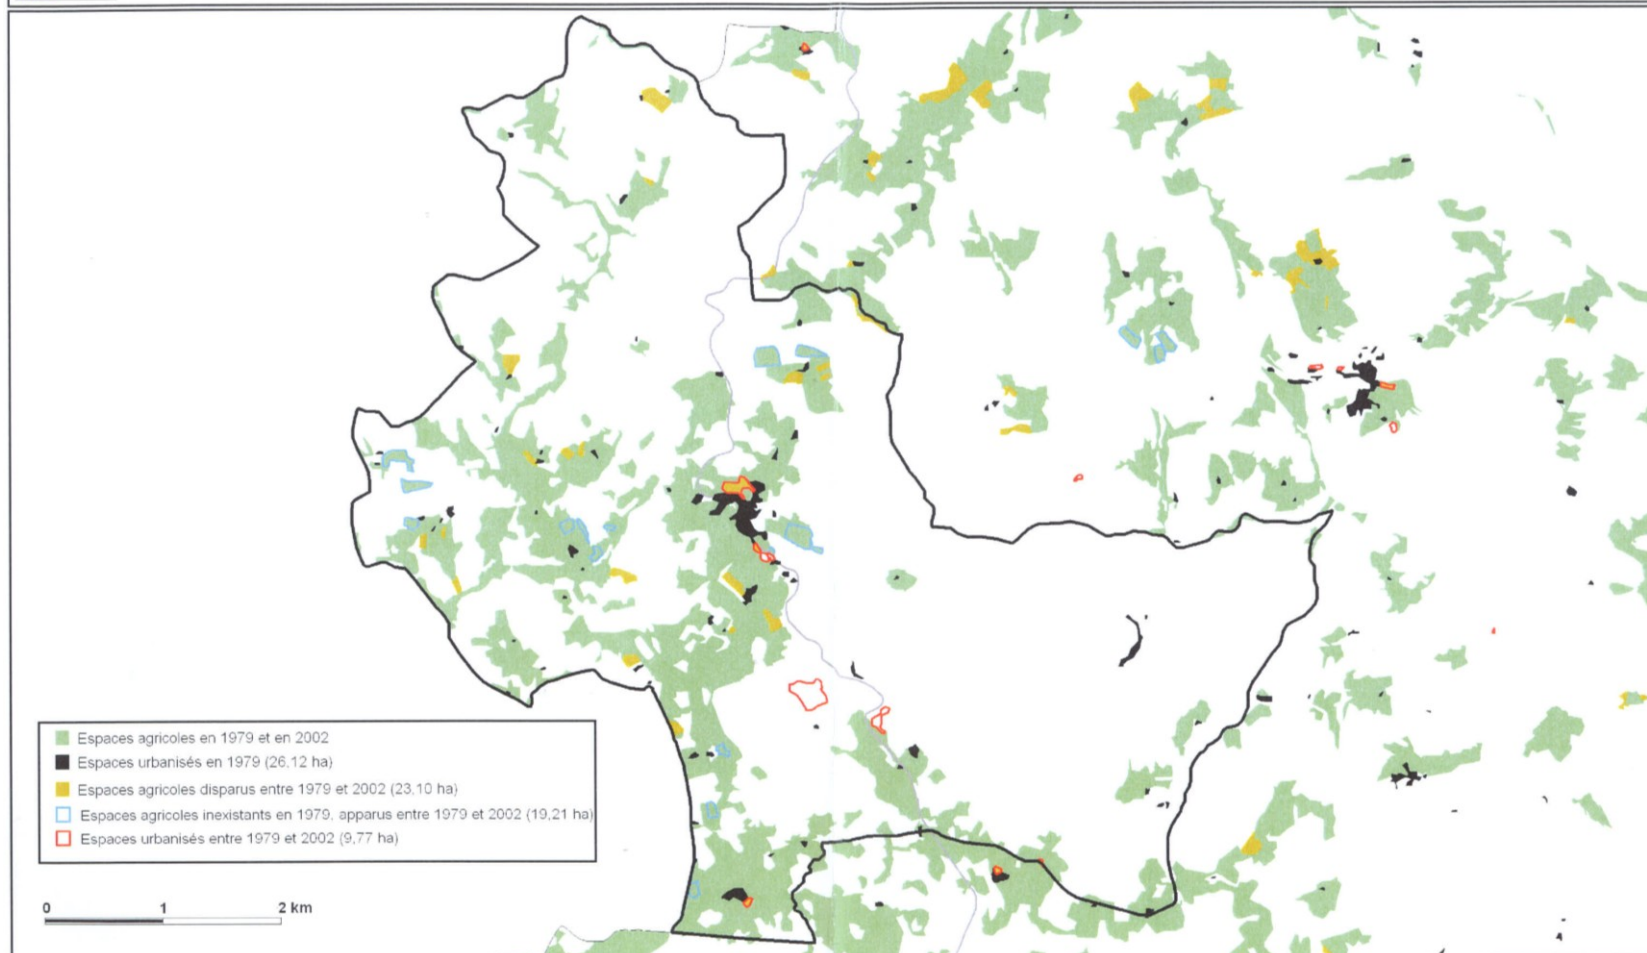 Espaces agricoles en 1979 et en 2002
Espaces urbanisés en 1979 (26,12 ha)
Espaces agricoles disparus entre 1979 et 2002 (23,10 ha)
Espaces agricoles inexistants en 1979, apparus entre 1979 et 2002 (19,21 ha)
Espaces urbanisés entre 1979 et 2002 (9,77 ha)
0 1 2 km